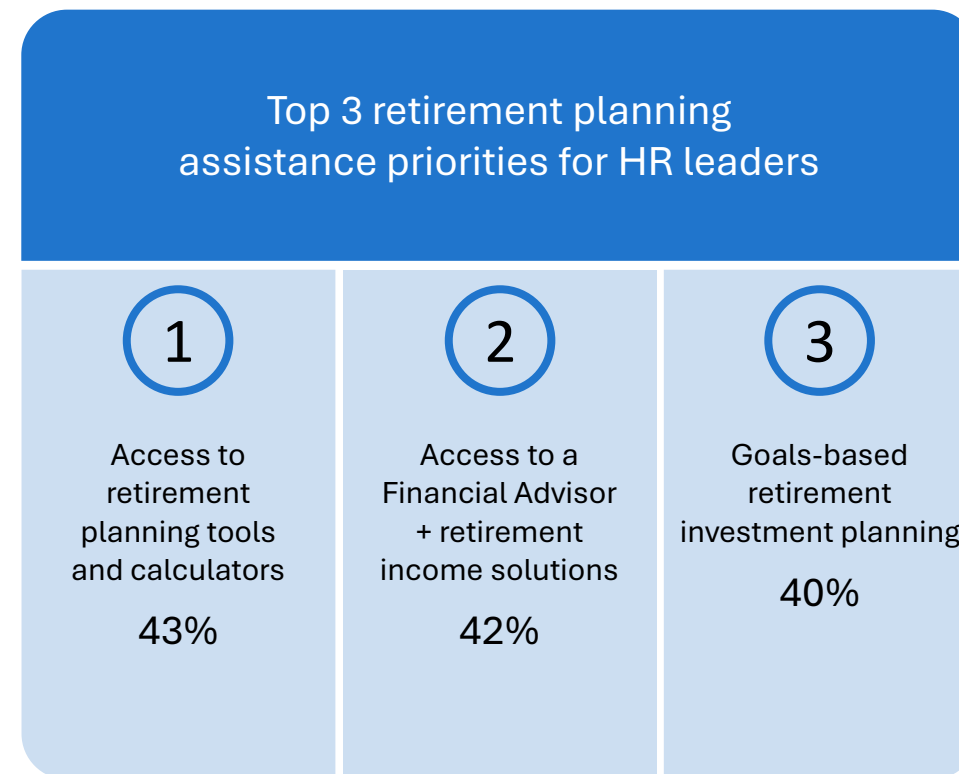 Top 3 retirement planning
assistance priorities for HR leaders
1
Access to
retirement
planning tools
and calculators
43%
2
Access to a
Financial Advisor
+ retirement
income solutions
42%
3
Goals-based
retirement
investment planning
40%